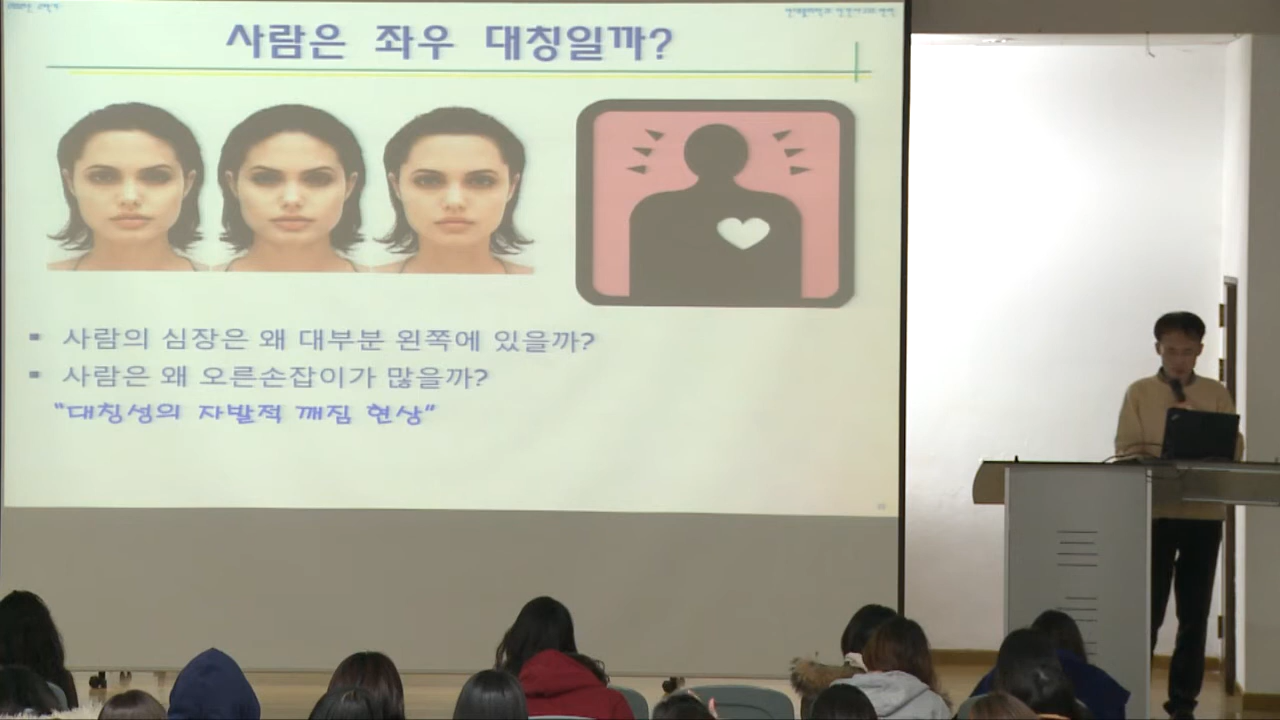 사람은 좌우 대칭일까?
▪ 사람의 심장은 왜 대부분 왼쪽에 있을까?
▪ 사람은 왜 오른손잡이가 많을까?
"대칭성의 자발적 깨짐 현상"